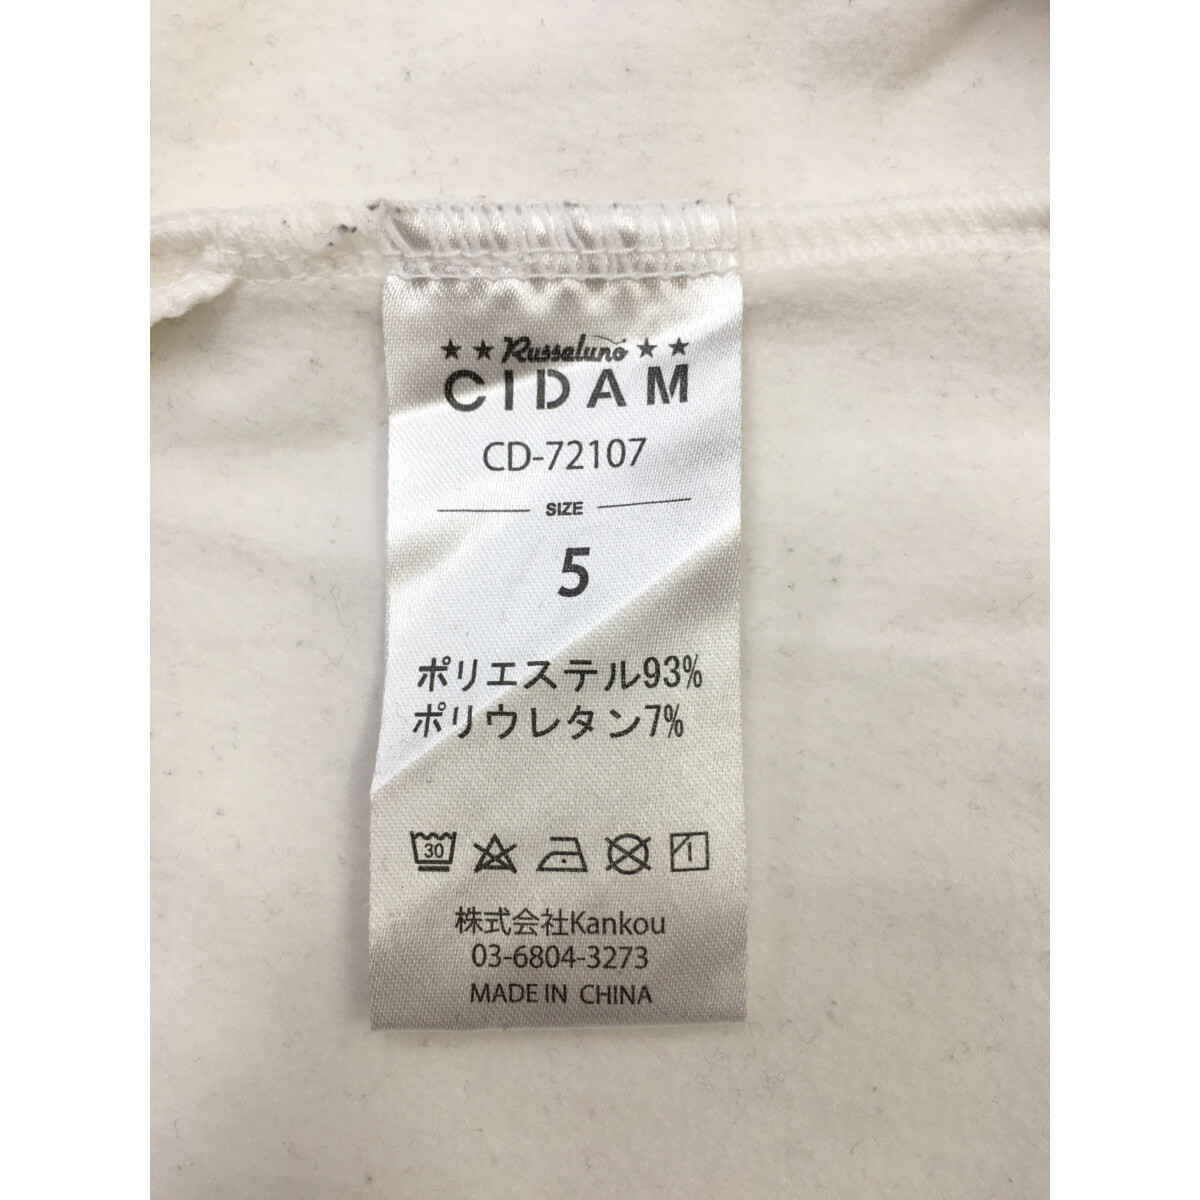 ★ ★ Russeluno ★ ★
CIDAM
CD-72107
SIZE
5
ポリエステル93%
ポリウレタン7%
30
株式会社Kankou
03-6804-3273
MADE IN CHINA